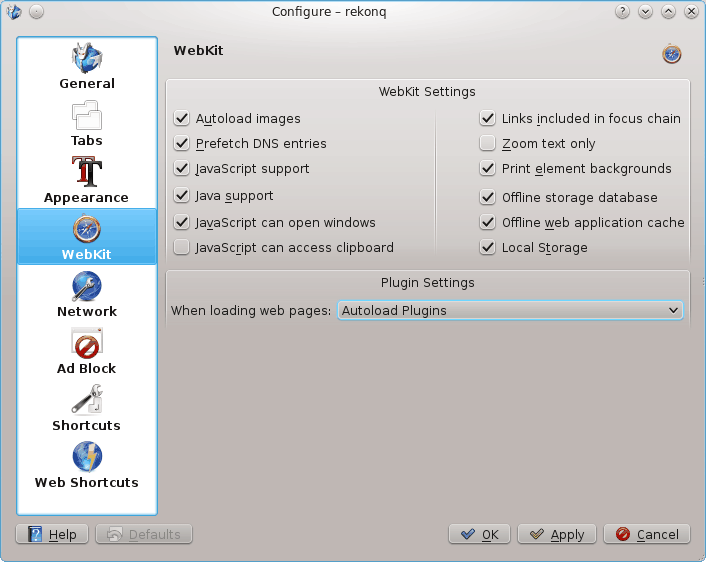 Configure – rekonq
General
Tabs
Appearance
WebKit
Network
Ad Block
Shortcuts
Web Shortcuts
WebKit
WebKit Settings
Autoload images
Prefetch DNS entries
JavaScript support
Java support
JavaScript can open windows
JavaScript can access clipboard
Links included in focus chain
Zoom text only
Print element backgrounds
Offline storage database
Offline web application cache
Local Storage
Plugin Settings
When loading web pages: Autoload Plugins
Help Defaults OK Apply Cancel